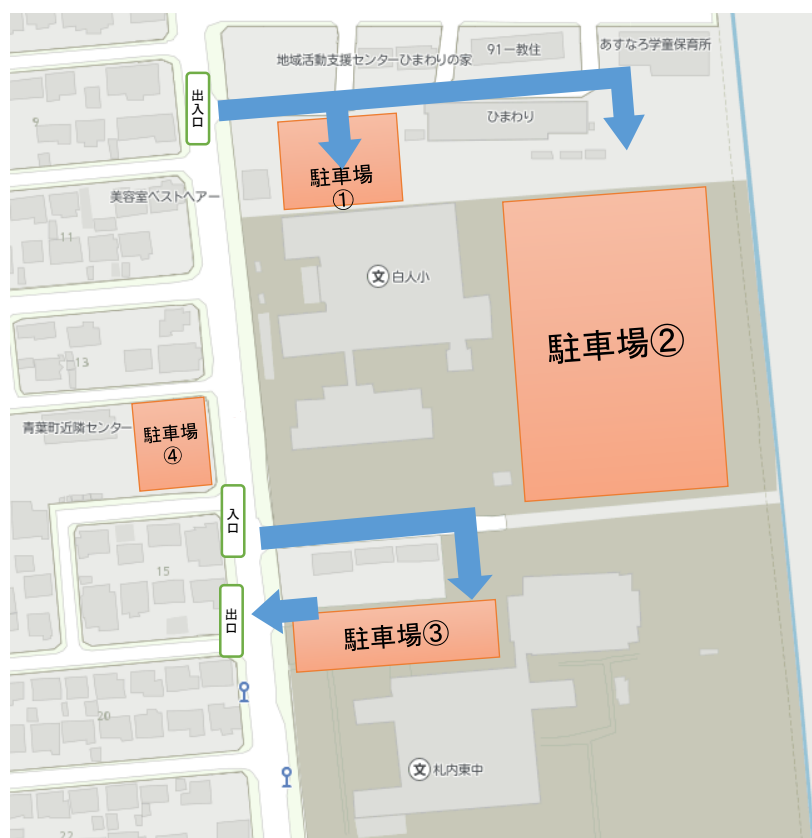 91一教住
あすなろ学童保育所
地域活動支援センターひまわりの家
出入口
9
ひまわり
駐車場
①
美容室ベストヘアー
11
文 白人小
駐車場②
13
青葉町近隣センター
駐車場
④
入口
15
出口
駐車場③
20
文 札内東中
22